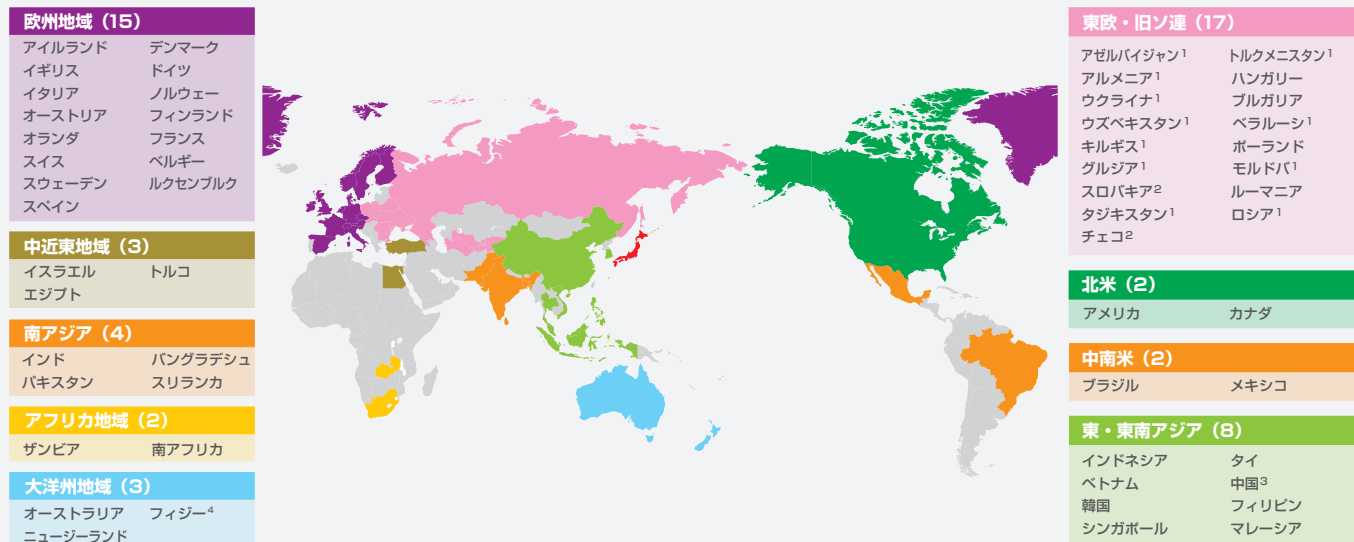 欧州地域（15）
アイルランド デンマーク
イギリス ドイツ
イタリア ノルウェー
オーストリア フィンランド
オランダ フランス
スイス ベルギー
スウェーデン ルクセンブルク
スペイン
中近東地域（3）
イスラエル トルコ
エジプト
南アジア（4）
インド バングラデシュ
パキスタン スリランカ
アフリカ地域（2）
ザンビア 南アフリカ
大洋州地域（3）
オーストラリア フィジー4
ニュージーランド
東欧・旧ソ連（17）
アゼルバイジャン1 トルクメニスタン1
アルメニア1 ハンガリー
ウクライナ1 ブルガリア
ウズベキスタン1 ベラルーシ1
キルギス1 ポーランド
グルジア1 モルドバ1
スロバキア2 ルーマニア
タジキスタン1 ロシア1
チェコ2
北米（2）
アメリカ カナダ
中南米（2）
ブラジル メキシコ
東・東南アジア（8）
インドネシア タイ
ベトナム 中国3
韓国 フィリピン
シンガポール マレーシア